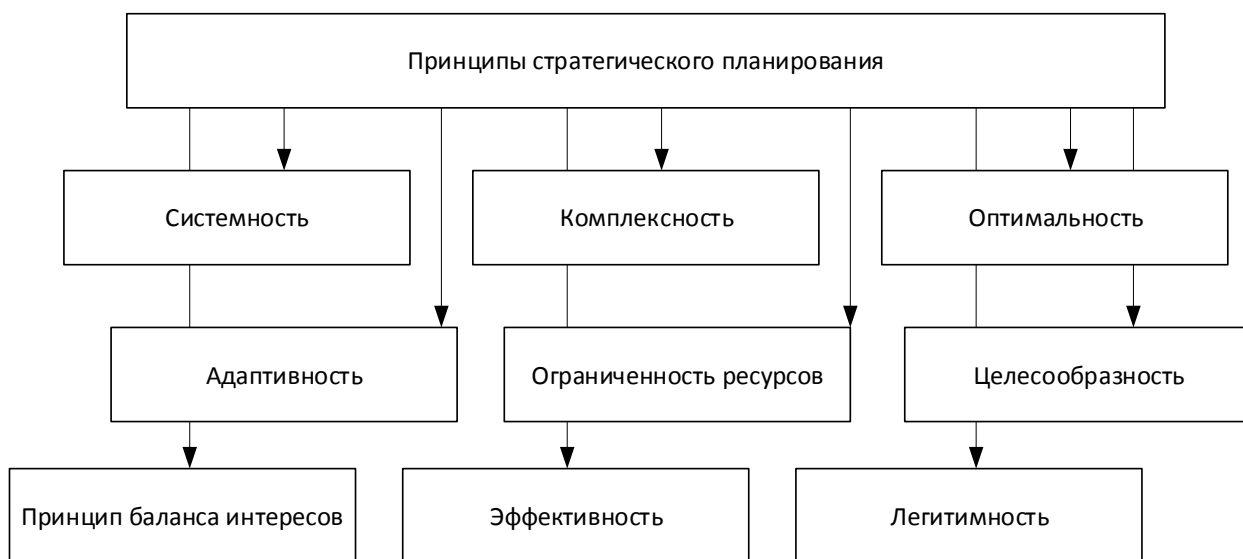 Принципы стратегического планирования
Системность
Комплексность
Оптимальность
Адаптивность
Ограниченность ресурсов
Целесообразность
Принцип баланса интересов
Эффективность
Легитимность